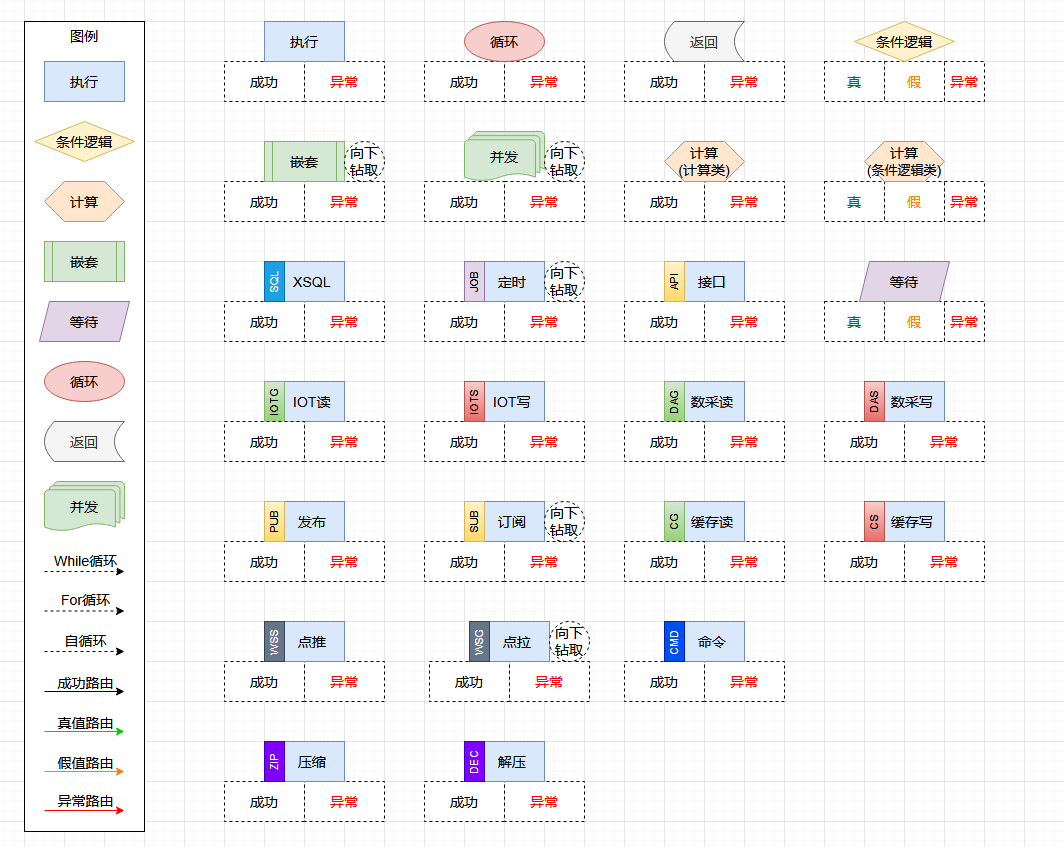 图例
执行
条件逻辑
计算
嵌套
等待
循环
返回
并发
While循环
For循环
自循环
成功路由
真值路由
假值路由
异常路由
执行
成功
异常
循环
成功
异常
返回
成功
异常
条件逻辑
真
假
异常
嵌套
向下
钻取
成功
异常
并发
向下
钻取
成功
异常
计算
(计算类)
成功
异常
计算
(条件逻辑类)
真
假
异常
SQL
XSQL
成功
异常
JOB
定时
向下
钻取
成功
异常
API
接口
成功
异常
等待
真
假
异常
IOTG
IOT读
成功
异常
IOTS
IOT写
成功
异常
DAG
数采读
成功
异常
DAS
数采写
成功
异常
PUB
发布
成功
异常
SUB
订阅
向下
钻取
成功
异常
CG
缓存读
成功
异常
CS
缓存写
成功
异常
WSS
点推
成功
异常
WSG
点拉
向下
钻取
成功
异常
CMD
命令
成功
异常
ZIP
压缩
成功
异常
DEC
解压
成功
异常